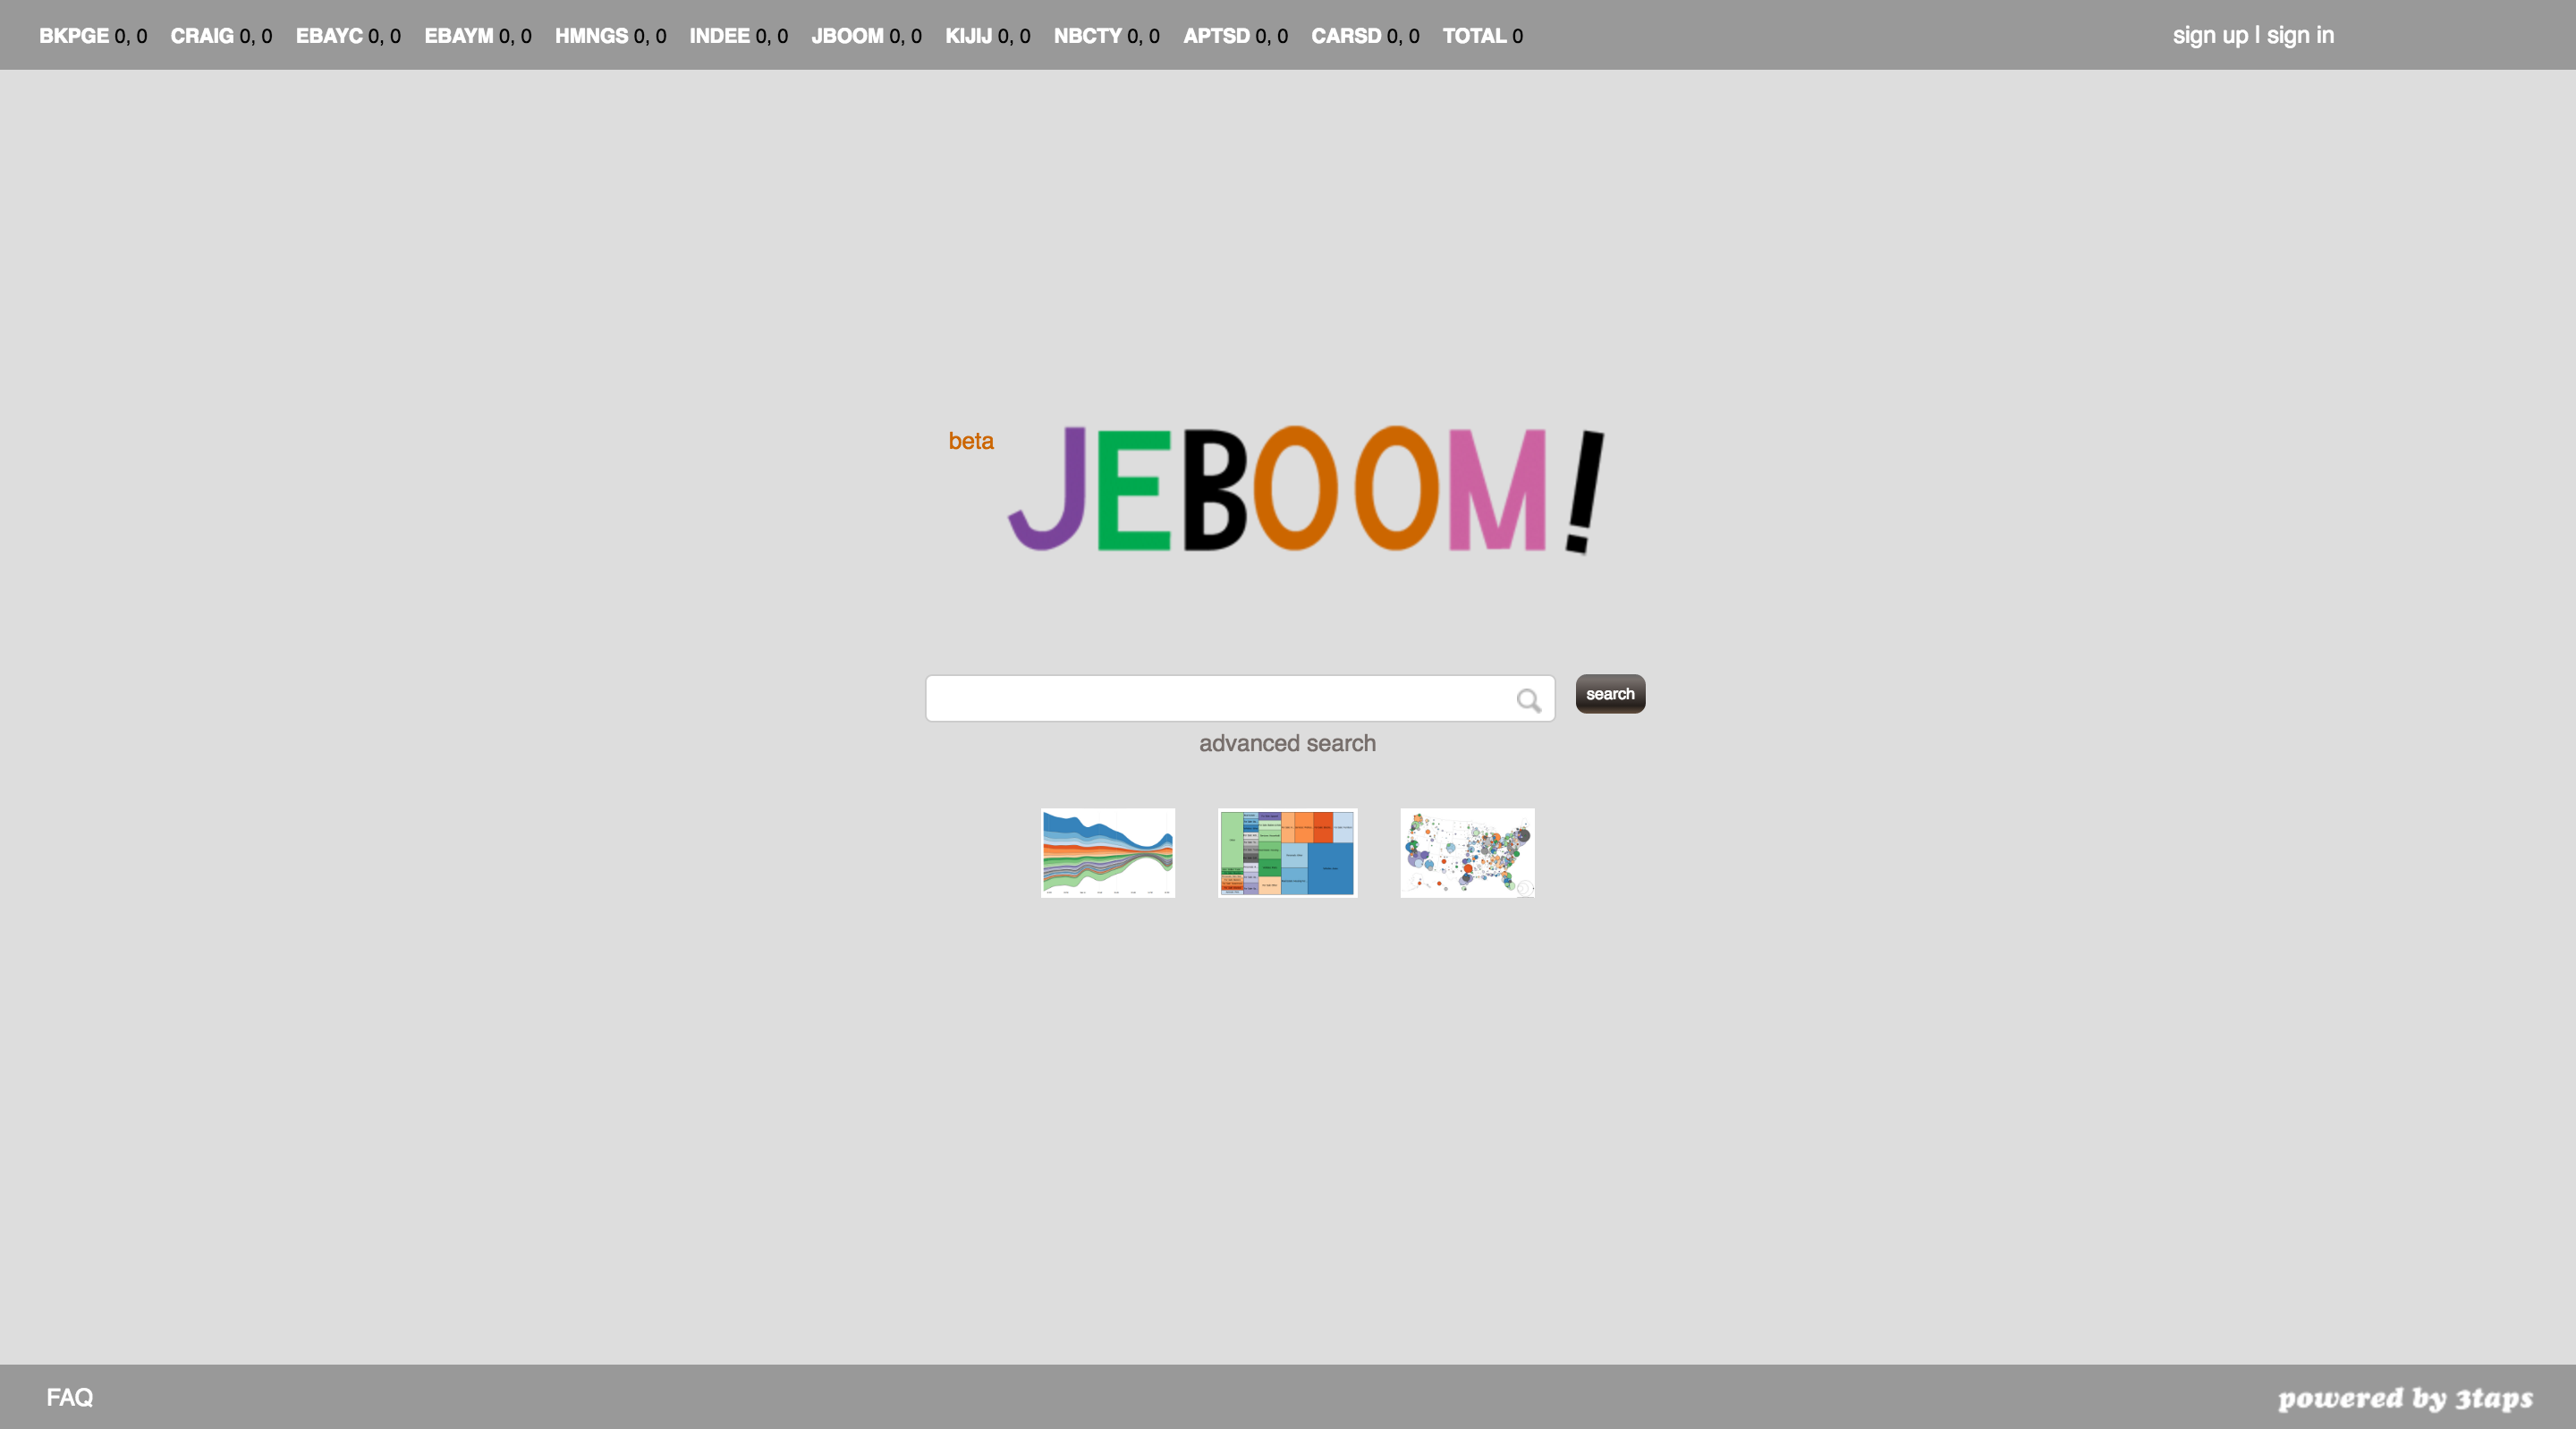 BKPGE 0, 0 CRAIG 0, 0 EBAYC 0, 0 EBAYM 0, 0 HMNGS 0, 0 INDEE 0, 0 JBOOM 0, 0 KIJIJ 0, 0 NBCTY 0, 0 APTSD 0, 0 CARSD 0, 0 TOTAL 0 sign up | sign in
beta JEBOOM!
search
advanced search
FAQ powered by 3taps